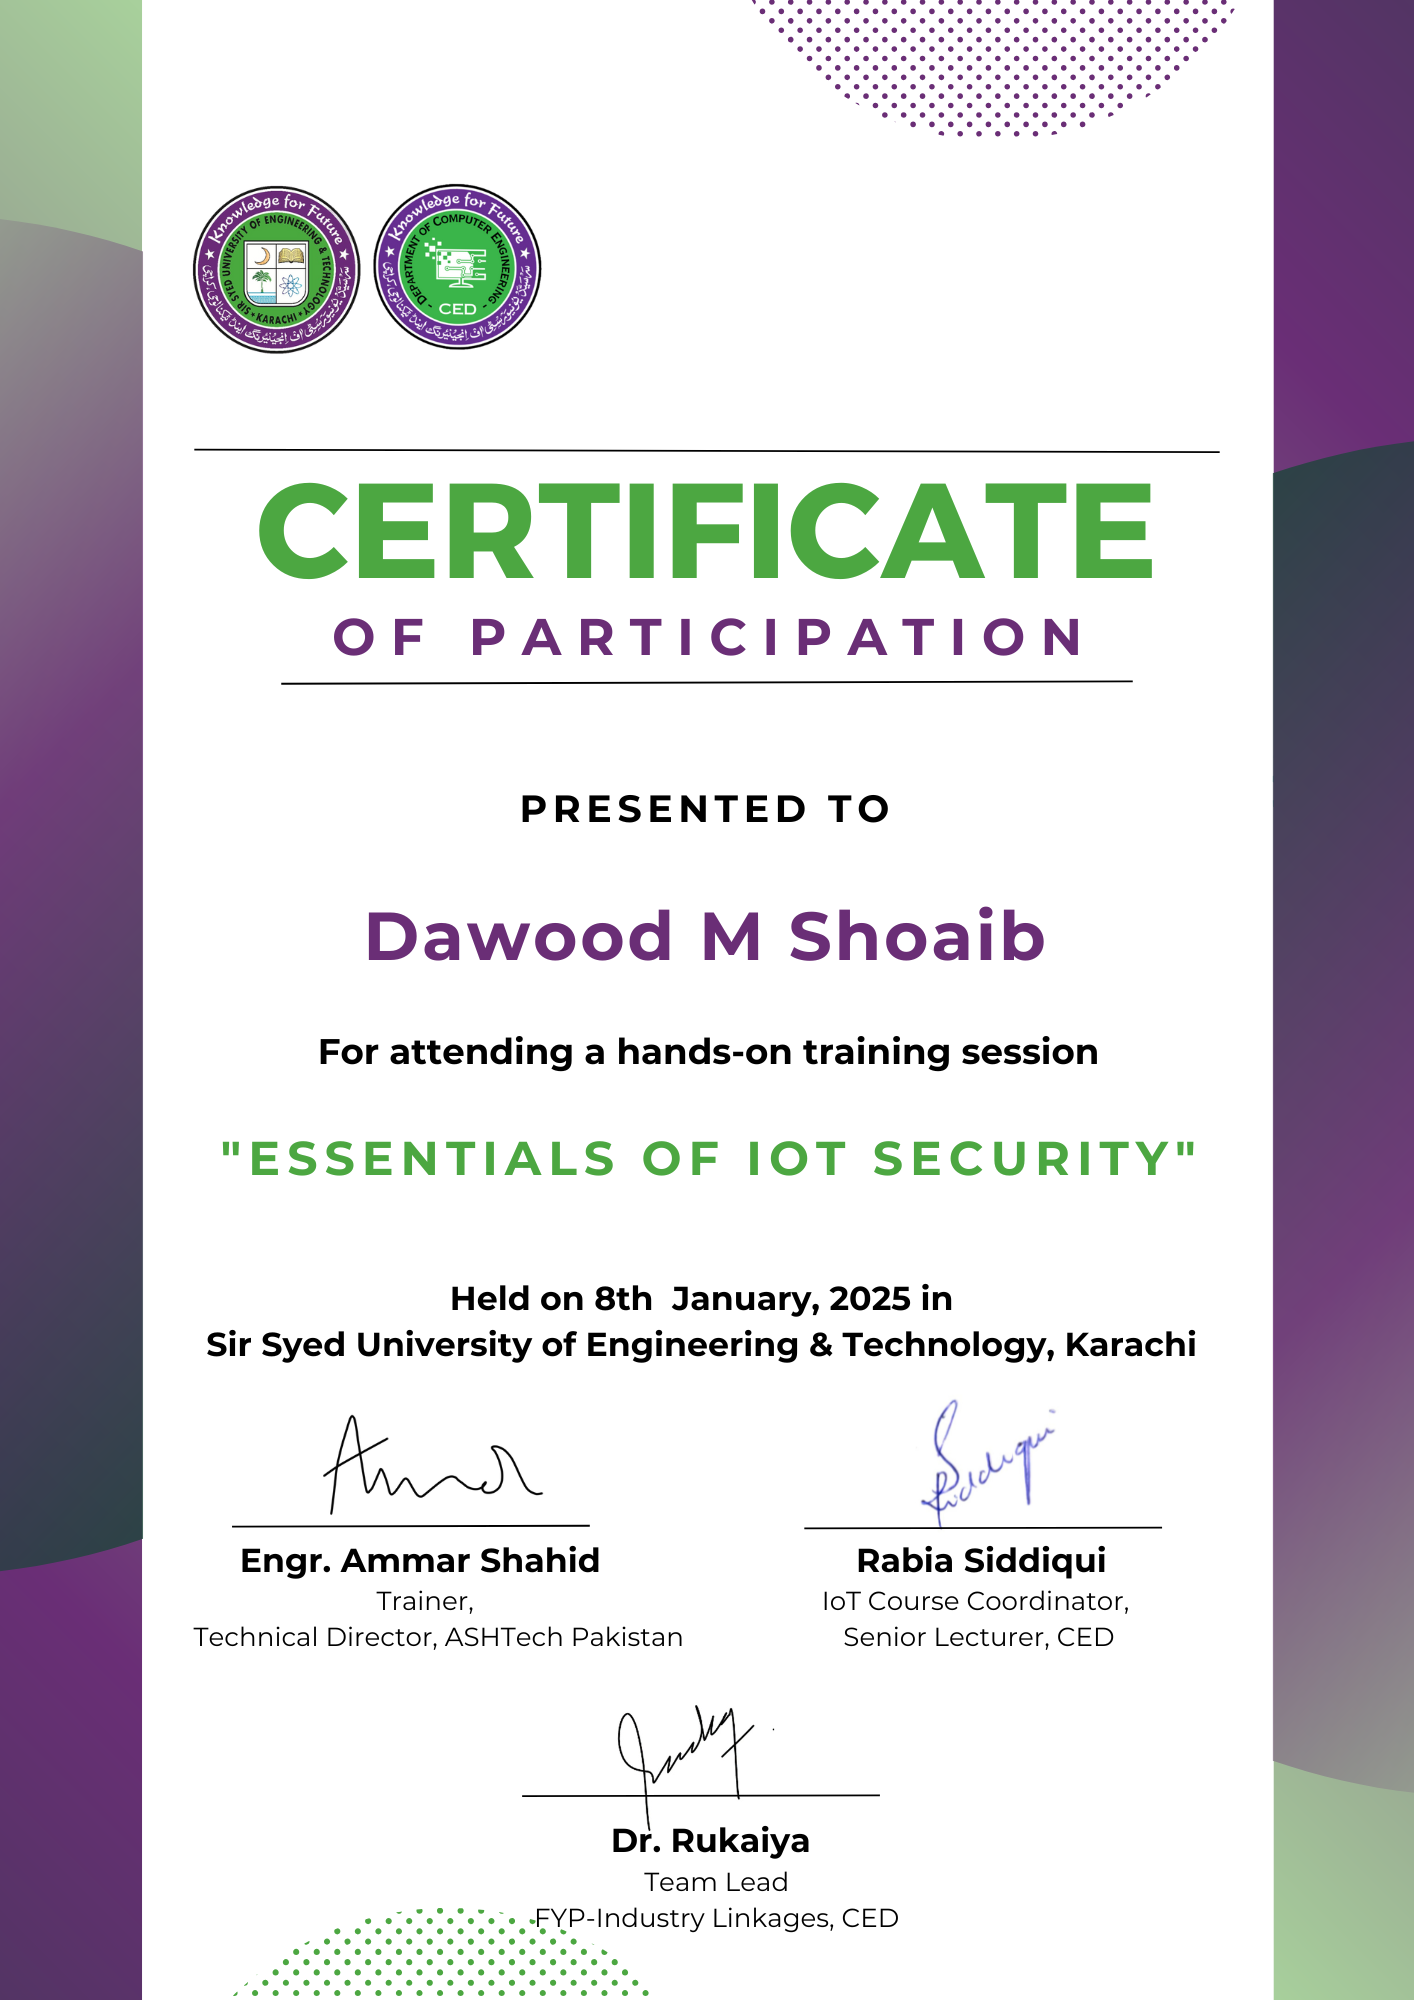 Knowledge for Future
SIR SYED UNIVERSITY OF ENGINEERING & TECHNOLOGY
KARACHI
Knowledge for Future
DEPARTMENT OF COMPUTER ENGINEERING
CED
CERTIFICATE
OF PARTICIPATION
PRESENTED TO
Dawood M Shoaib
For attending a hands-on training session
"ESSENTIALS OF IOT SECURITY"
Held on 8th January, 2025 in
Sir Syed University of Engineering & Technology, Karachi
Siddiqui
Engr. Ammar Shahid
Trainer,
Technical Director, ASHTech Pakistan
Rabia Siddiqui
IoT Course Coordinator,
Senior Lecturer, CED
Dr. Rukaiya
Team Lead
FYP-Industry Linkages, CED